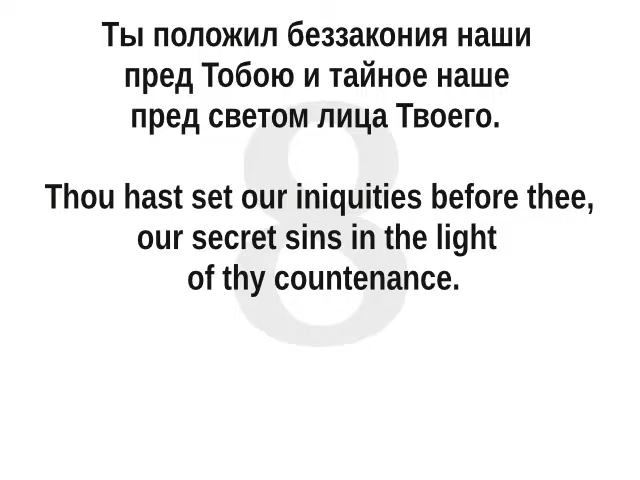 Ты положил беззакония наши
пред Тобою и тайное наше
пред светом лица Твоего.
8
Thou hast set our iniquities before thee,
our secret sins in the light
of thy countenance.